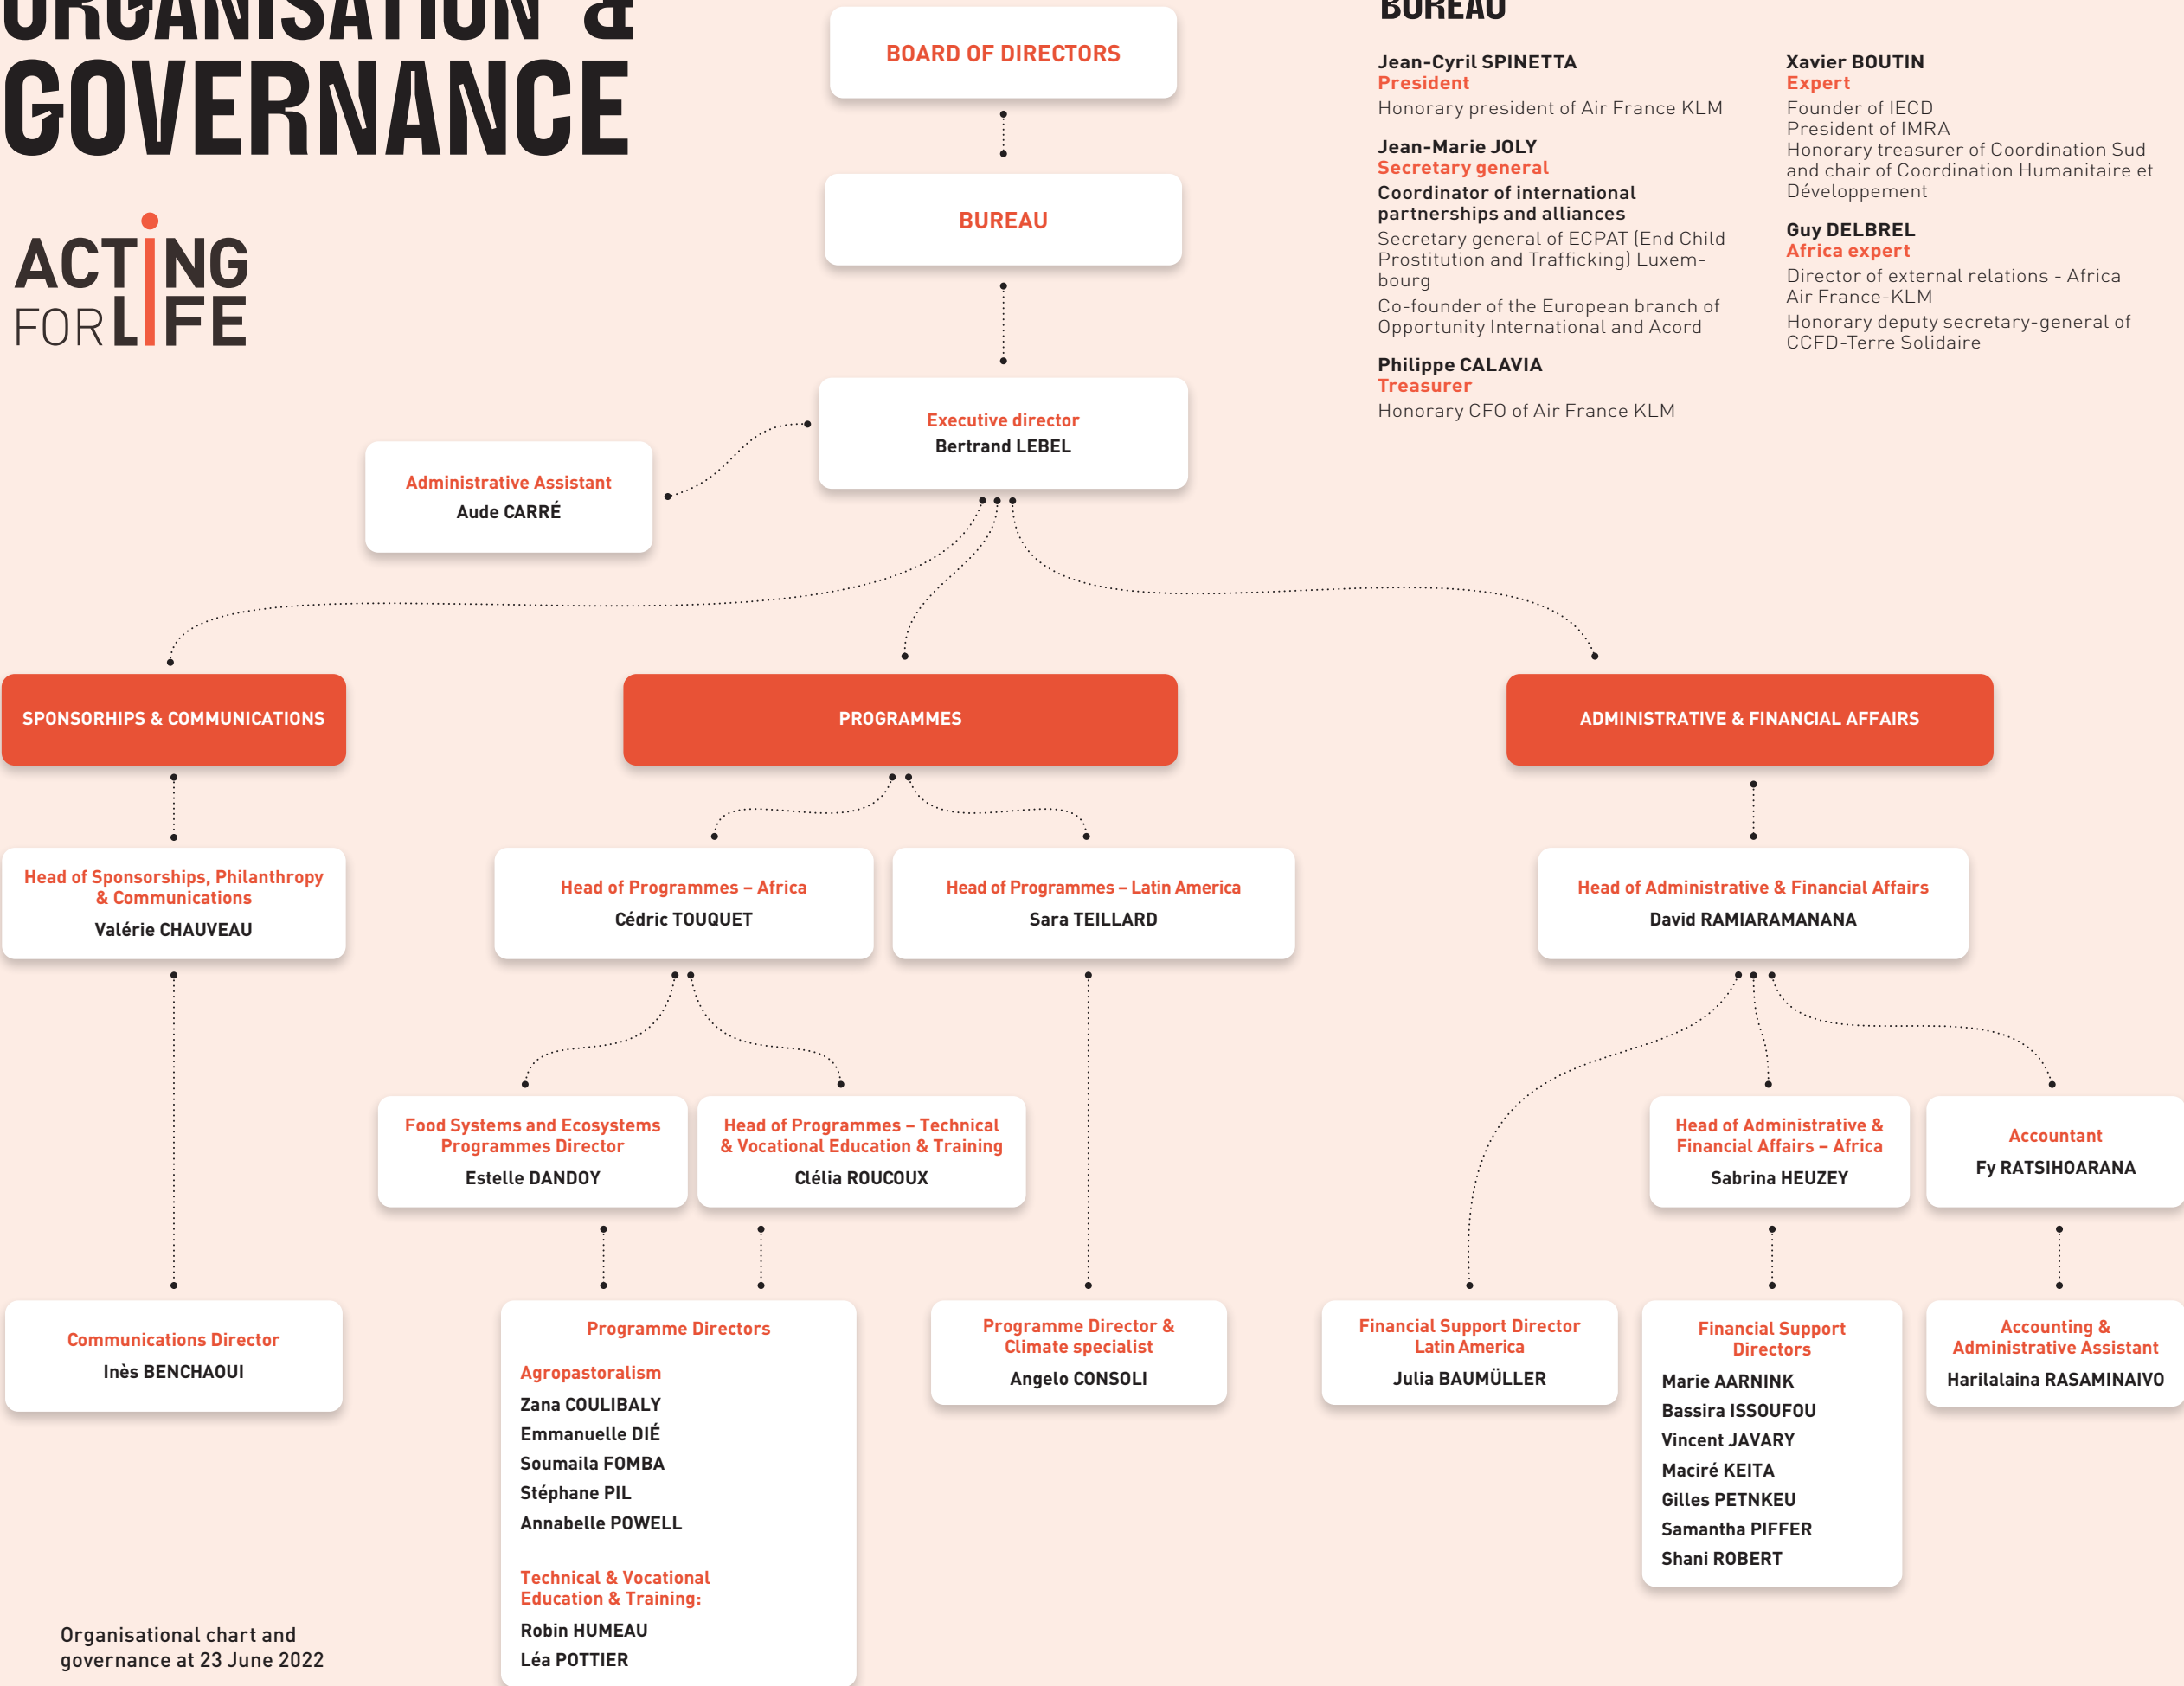 ORGANISATION &
GOVERNANCE
ACTING
FOR LIFE
BOARD OF DIRECTORS
BUREAU
Executive director
Bertrand LEBEL
Administrative Assistant
Aude CARRÉ
BUREAU
Jean-Cyril SPINETTA
President
Honorary president of Air France KLM
Jean-Marie JOLY
Secretary general
Coordinator of international
partnerships and alliances
Secretary general of ECPAT (End Child
Prostitution and Trafficking) Luxem-
bourg
Co-founder of the European branch of
Opportunity International and Acord
Philippe CALAVIA
Treasurer
Honorary CFO of Air France KLM
Xavier BOUTIN
Expert
Founder of IECD
President of IMRA
Honorary treasurer of Coordination Sud
and chair of Coordination Humanitaire et
Développement
Guy DELBREL
Africa expert
Director of external relations - Africa
Air France-KLM
Honorary deputy secretary-general of
CCFD-Terre Solidaire
SPONSORHIPS & COMMUNICATIONS
PROGRAMMES
ADMINISTRATIVE & FINANCIAL AFFAIRS
Head of Sponsorships, Philanthropy
& Communications
Valérie CHAUVEAU
Head of Programmes – Africa
Cédric TOUQUET
Head of Programmes – Latin America
Sara TEILLARD
Head of Administrative & Financial Affairs
David RAMIARAMANANA
Food Systems and Ecosystems
Programmes Director
Estelle DANDOY
Head of Programmes – Technical
& Vocational Education & Training
Clélia ROUCOUX
Head of Administrative &
Financial Affairs – Africa
Sabrina HEUZEY
Accountant
Fy RATSIHOARANA
Communications Director
Inès BENCHAOUI
Programme Directors
Agropastoralism
Zana COULIBALY
Emmanuelle DIÉ
Soumaila FOMBA
Stéphane PIL
Annabelle POWELL
Technical & Vocational
Education & Training:
Robin HUMEAU
Léa POTTIER
Programme Director &
Climate specialist
Angelo CONSOLI
Financial Support Director
Latin America
Julia BAUMÜLLER
Financial Support
Directors
Marie AARNINK
Bassira ISSOUFOU
Vincent JAVARY
Maciré KEITA
Gilles PETNKEU
Samantha PIFFER
Shani ROBERT
Accounting &
Administrative Assistant
Harilalaina RASAMINAIVO
Organisational chart and
governance at 23 June 2022